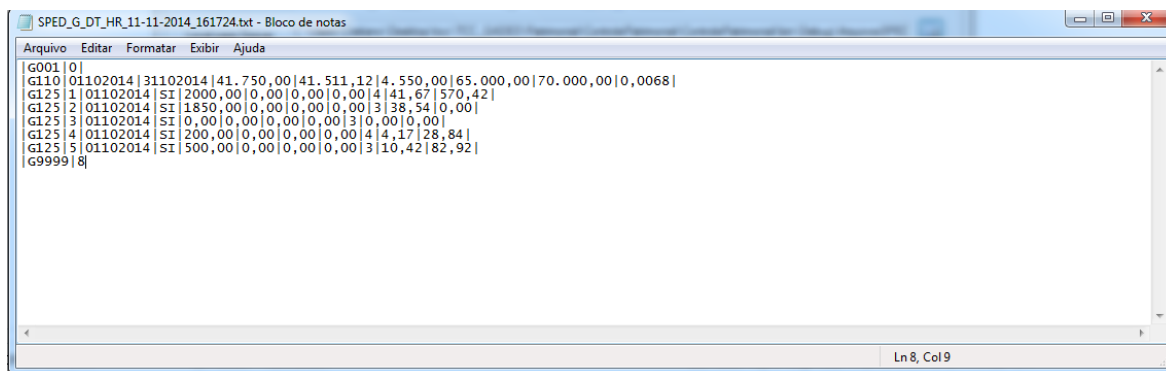 SPED_G_DT_HR_11-11-2014_161724.txt - Bloco de notas
Arquivo Editar Formatar Exibir Ajuda
|G001|0|
|G110|01102014|31102014|41.750,00|41.511,12|4.550,00|65.000,00|70.000,00|0,0068|
|G125|1|01102014|SI|2000,00|0,00|0,00|0,00|4|41,67|570,42|
|G125|2|01102014|SI|1850,00|0,00|0,00|0,00|3|38,54|0,00|
|G125|3|01102014|SI|0,00|0,00|0,00|0,00|3|0,00|0,00|
|G125|4|01102014|SI|200,00|0,00|0,00|0,00|4|4,17|28,84|
|G125|5|01102014|SI|500,00|0,00|0,00|0,00|3|10,42|82,92|
|G9999|8|
Ln 8, Col 9